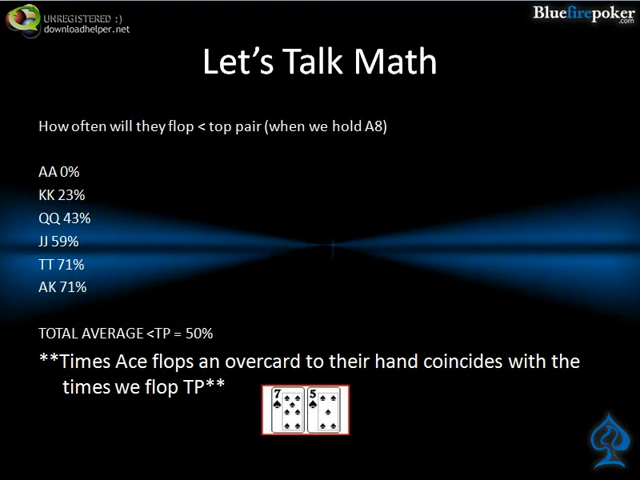 UNREGISTERED :)
downloadhelper.net
Bluefirepoker
.com
Let's Talk Math
How often will they flop < top pair (when we hold A8)
AA 0%
KK 23%
QQ 43%
JJ 59%
TT 71%
AK 71%
TOTAL AVERAGE <TP = 50%
**Times Ace flops an overcard to their hand coincides with the
times we flop TP**
7 5